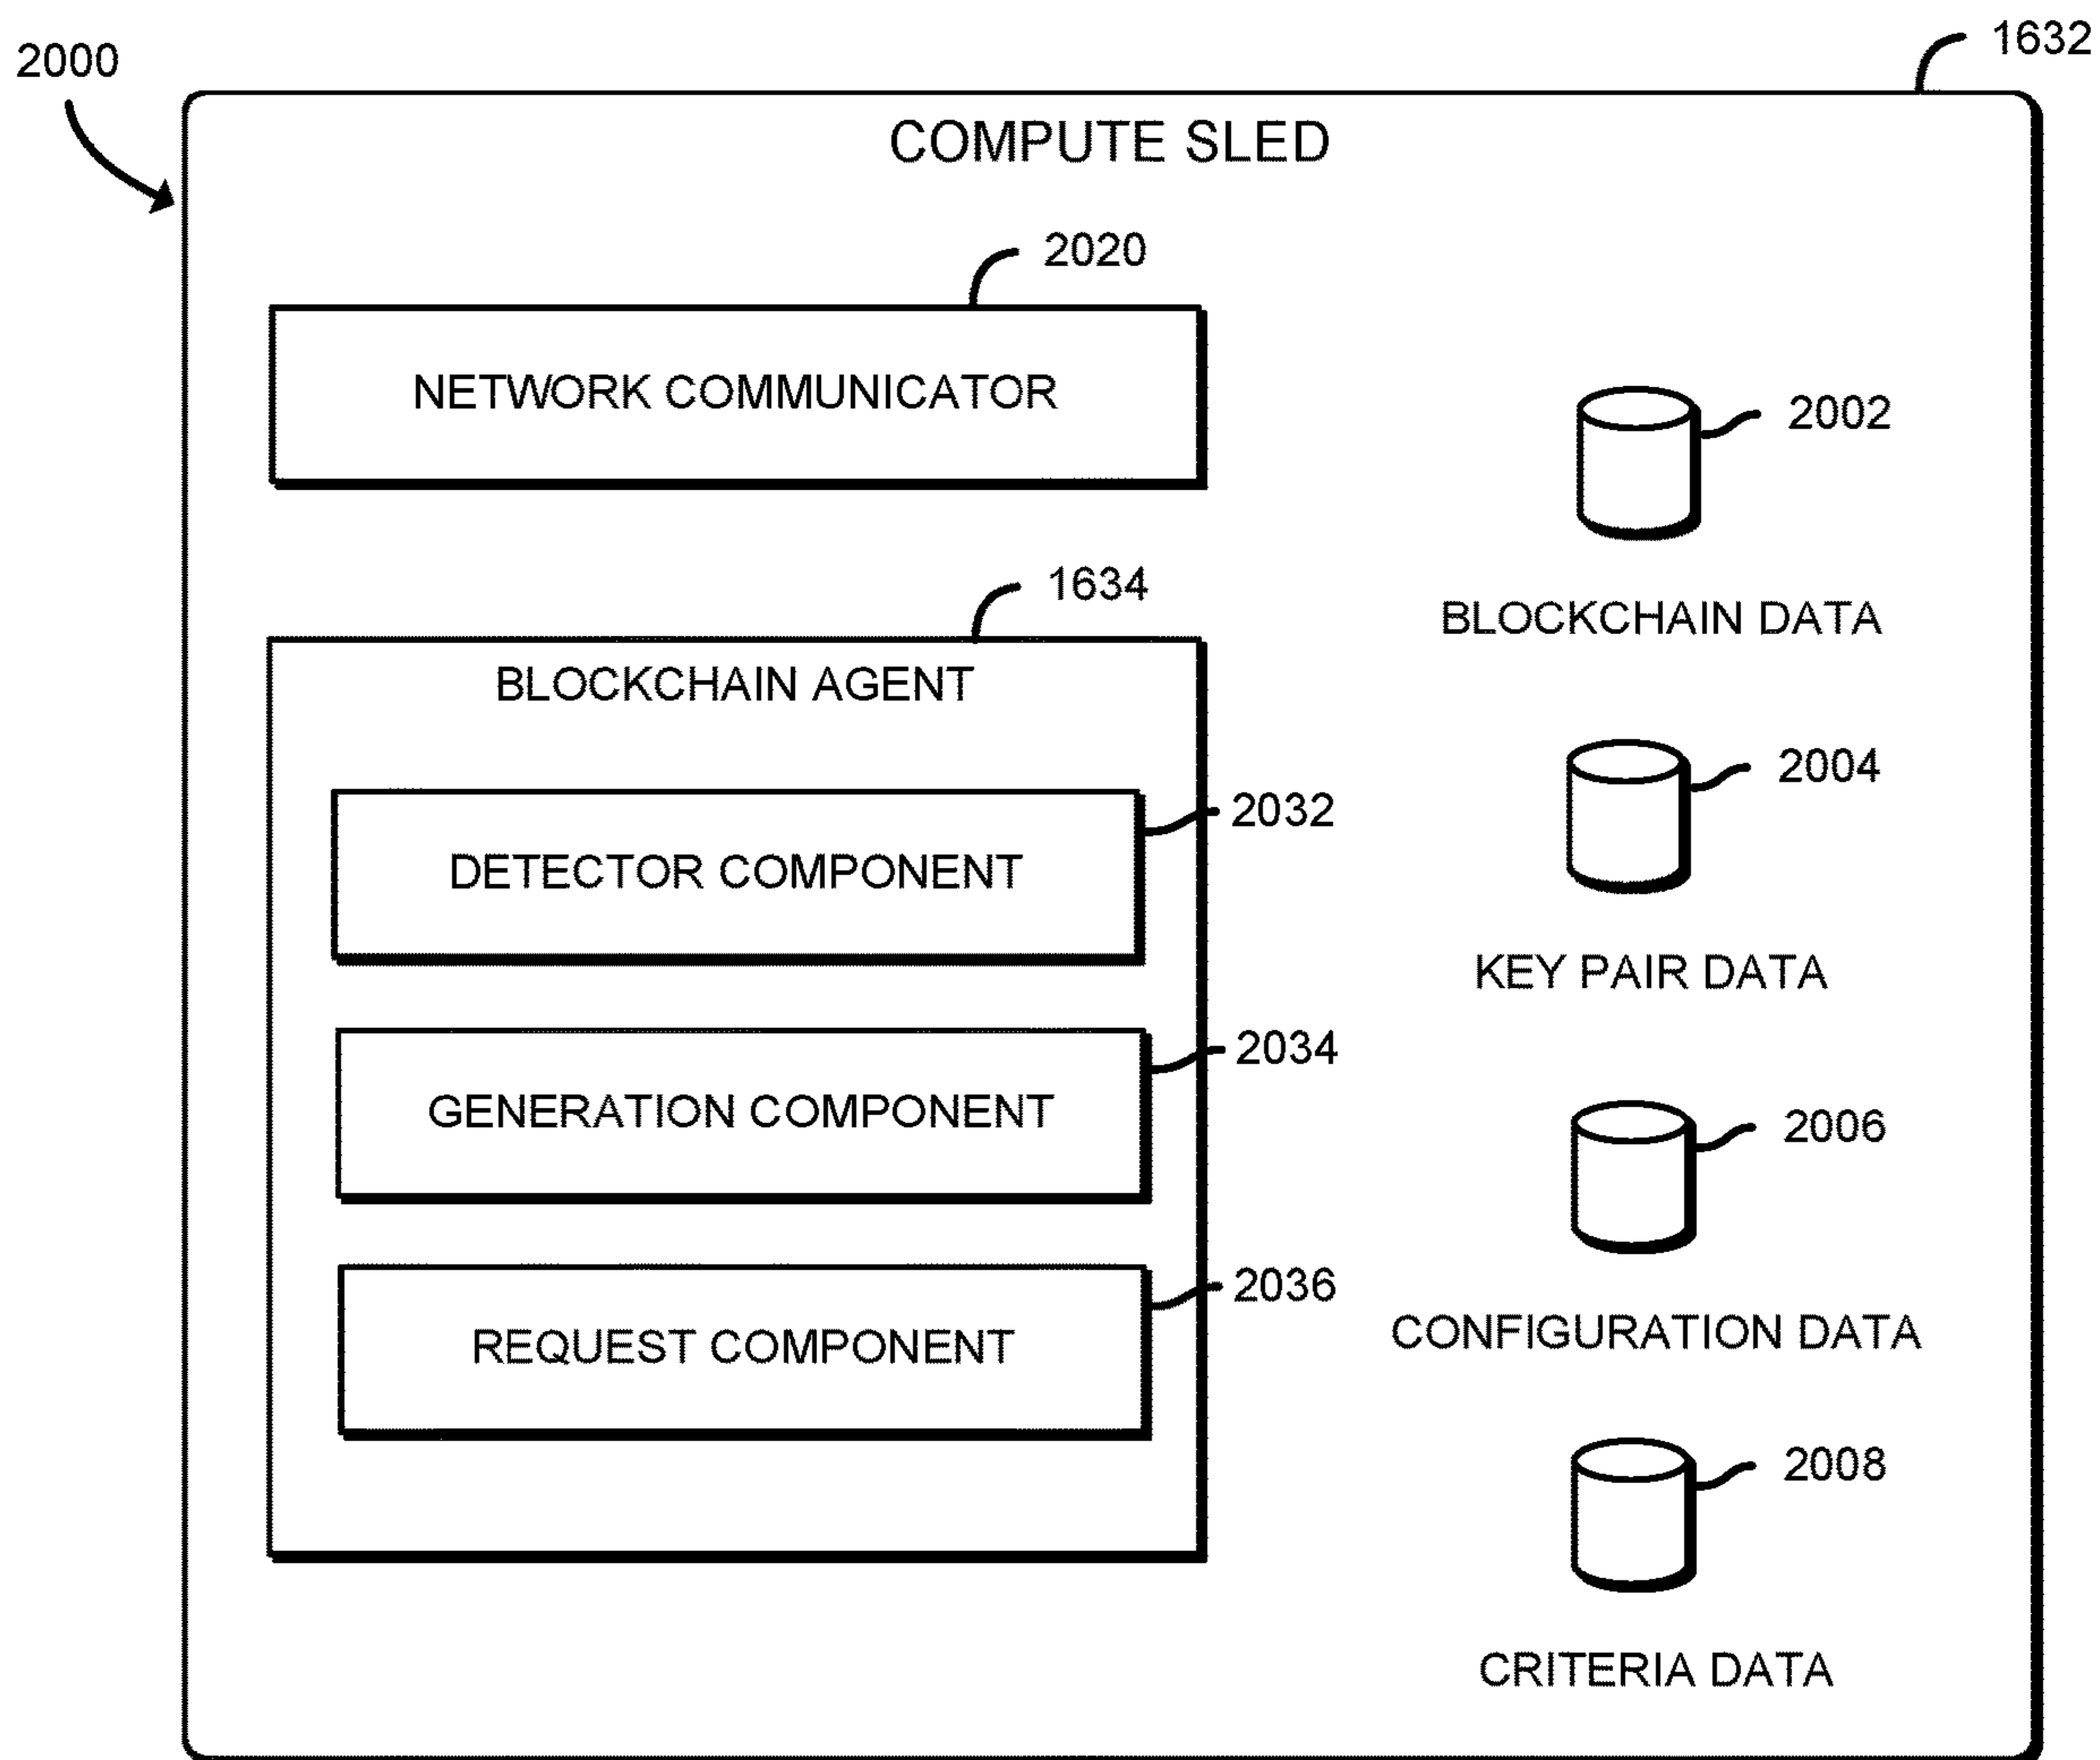 2000
1632
COMPUTE SLED
2020
NETWORK COMMUNICATOR
2002
BLOCKCHAIN DATA
1634
BLOCKCHAIN AGENT
2004
KEY PAIR DATA
2032
DETECTOR COMPONENT
2034
GENERATION COMPONENT
2006
CONFIGURATION DATA
2036
REQUEST COMPONENT
2008
CRITERIA DATA